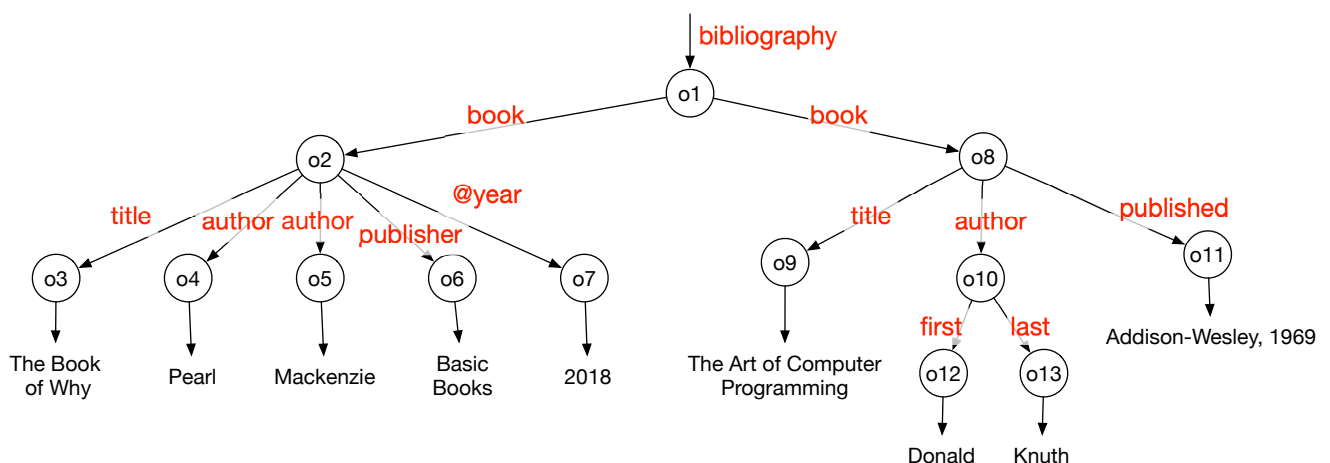 bibliography
o1
book
book
o2
o8
@year
title
author
author
publisher
title
author
published
o3
o4
o5
o6
o7
o9
o10
o11
first
last
The Book
of Why
Pearl
Mackenzie
Basic
Books
2018
The Art of Computer
Programming
o12
o13
Addison-Wesley, 1969
Donald
Knuth